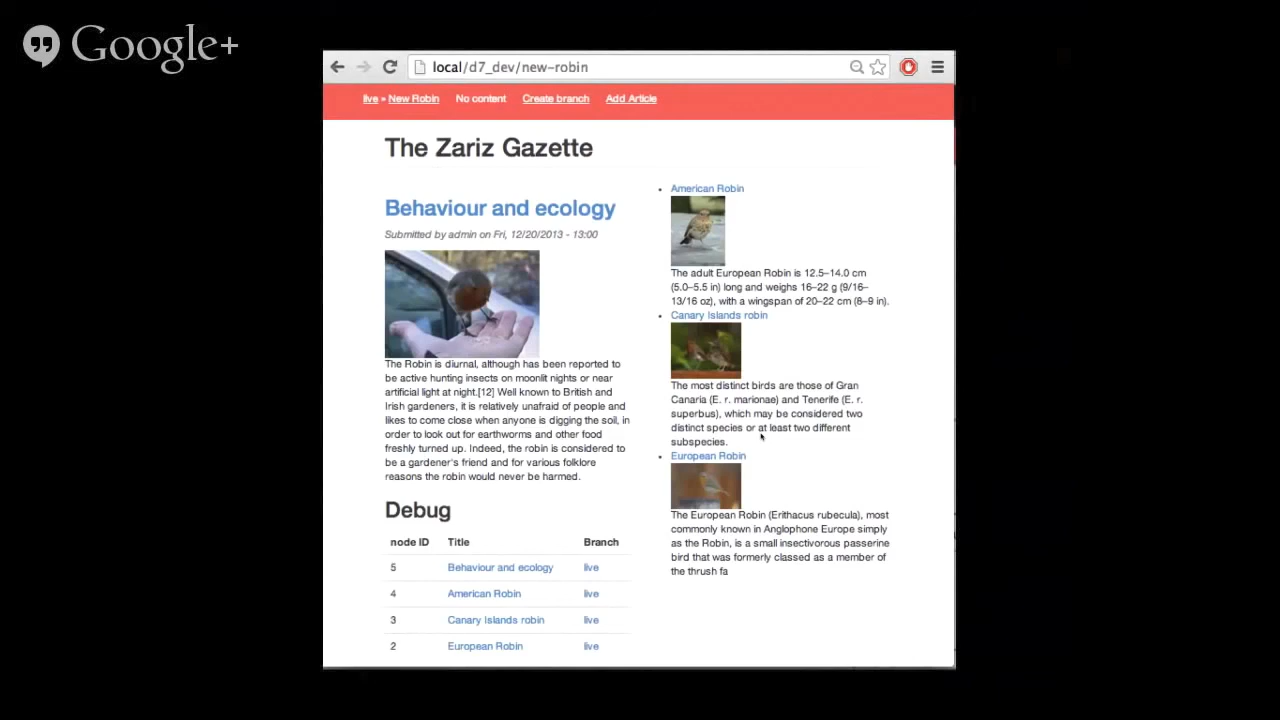 Google+
local/d7_dev/new-robin
live » New Robin No content Create branch Add Article
The Zariz Gazette
Behaviour and ecology
Submitted by admin on Fri, 12/20/2013 - 13:00
The Robin is diurnal, although has been reported to
be active hunting insects on moonlit nights or near
artificial light at night.[12] Well known to British and
Irish gardeners, it is relatively unafraid of people and
likes to come close when anyone is digging the soil, in
order to look out for earthworms and other food
freshly turned up. Indeed, the robin is considered to
be a gardener's friend and for various folklore
reasons the robin would never be harmed.
Debug
node ID Title Branch
5 Behaviour and ecology live
4 American Robin live
3 Canary Islands robin live
2 European Robin live
American Robin
The adult European Robin is 12.5–14.0 cm
(5.0–5.5 in) long and weighs 16–22 g (9/16–
13/16 oz), with a wingspan of 20–22 cm (8–9 in).
Canary Islands robin
The most distinct birds are those of Gran
Canaria (E. r. marionae) and Tenerife (E. r.
superbus), which may be considered two
distinct species or at least two different
subspecies.
European Robin
The European Robin (Erithacus rubecula), most
commonly known in Anglophone Europe simply
as the Robin, is a small insectivorous passerine
bird that was formerly classed as a member of
the thrush fa